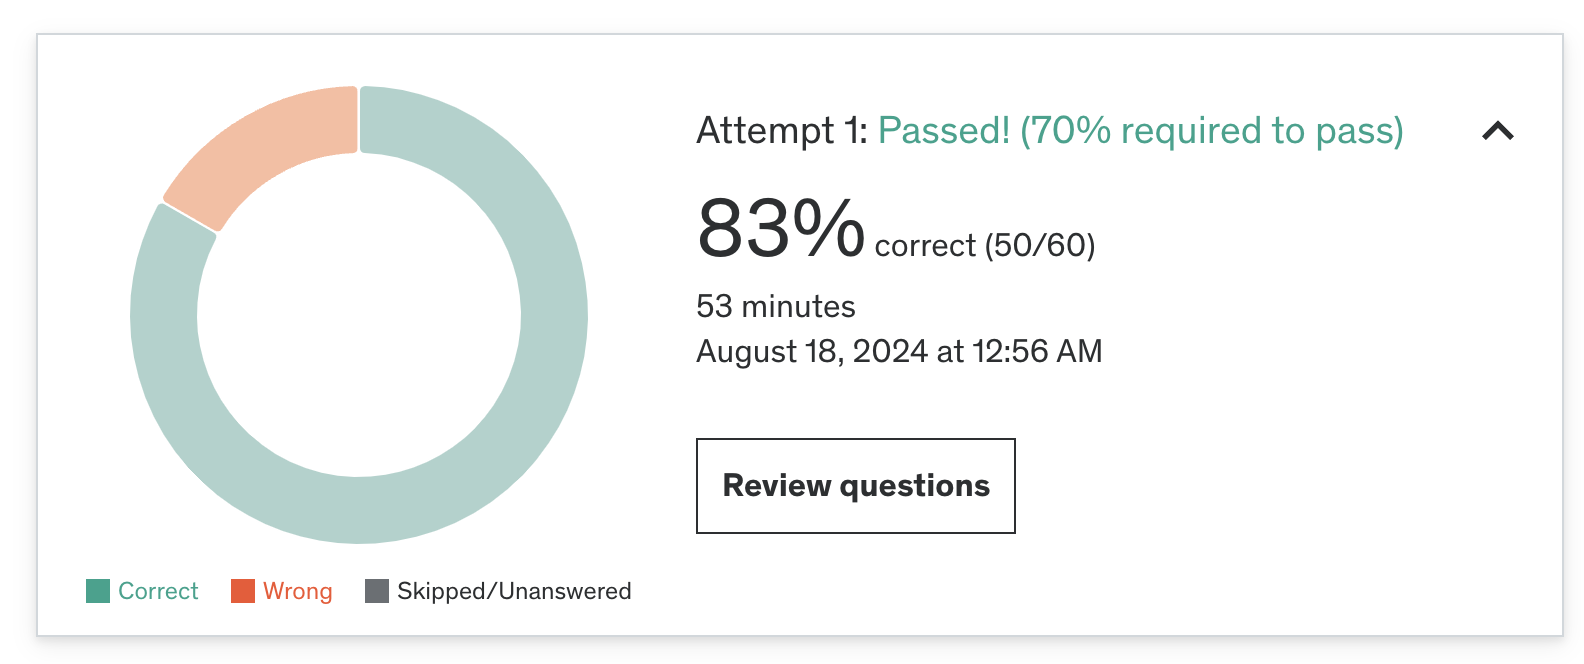 Attempt 1: Passed! (70% required to pass)
83% correct (50/60)
53 minutes
August 18, 2024 at 12:56 AM
Review questions
Correct Wrong Skipped/Unanswered